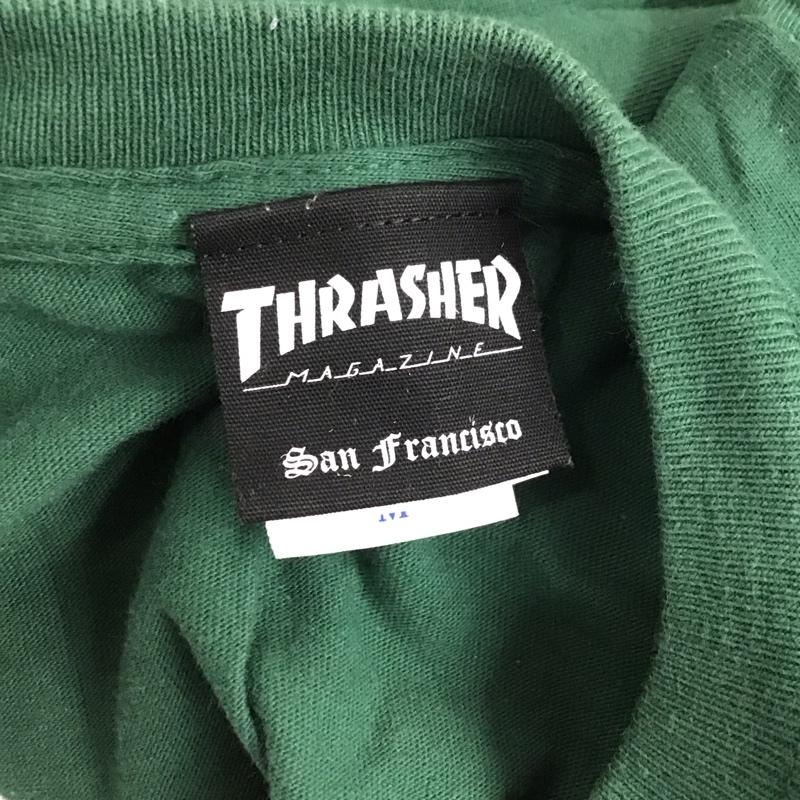 THRASHER
MAGAZINE
San Francisco
M